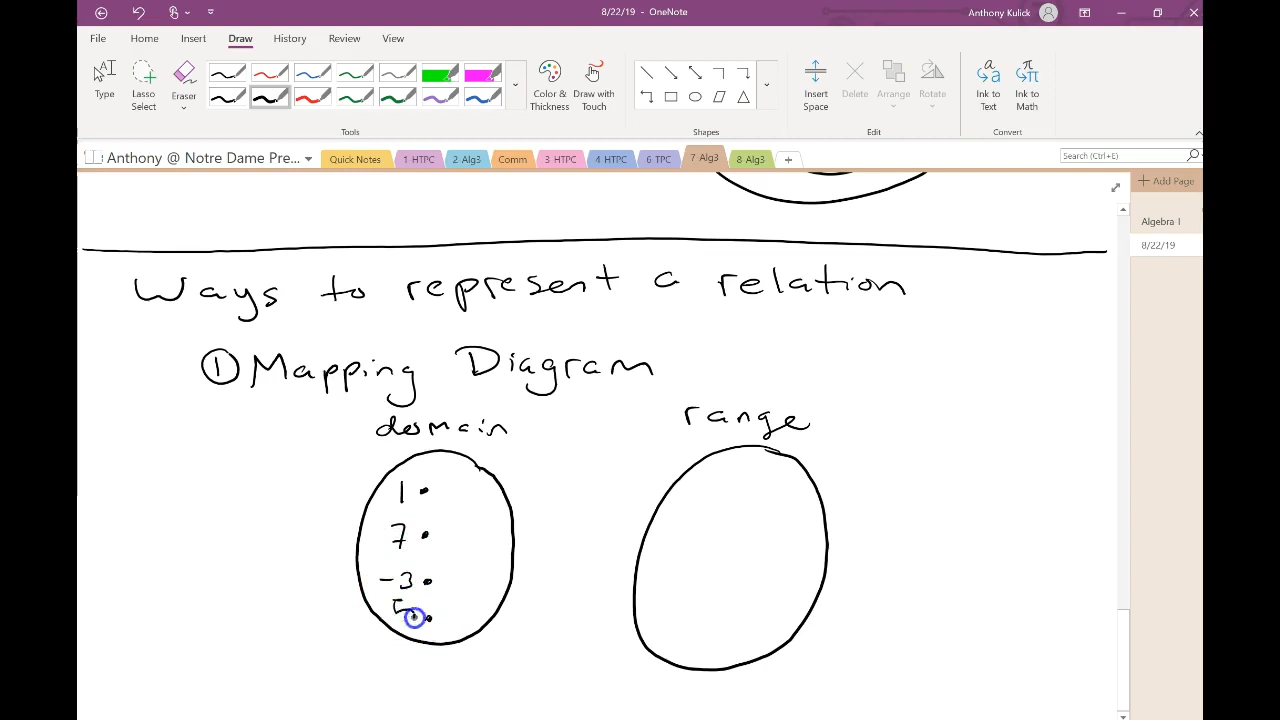 8/22/19 - OneNote
Anthony Kulick
File Home Insert Draw History Review View
Type
Lasso Select
Eraser
Color & Thickness
Draw with Touch
Insert Space
Delete
Arrange
Rotate
Ink to Text
Ink to Math
Tools Shapes Edit Convert
Anthony @ Notre Dame Pre... Quick Notes 1 HTPC 2 Alg3 Comm 3 HTPC 4 HTPC 6 TPC 7 Alg3 8 Alg3 +
Search (Ctrl+E)
+ Add Page
Algebra I
8/22/19
Ways to represent a relation
① Mapping Diagram
domain range
1
7
-3
5